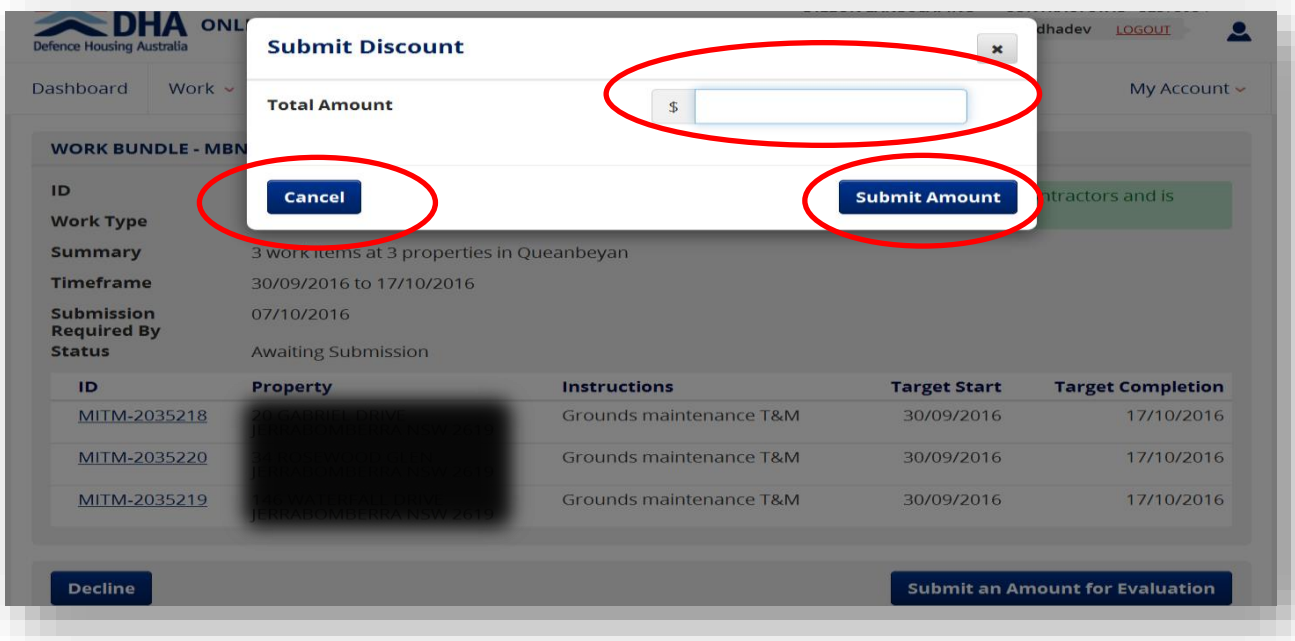 DHA ONL
Defence Housing Australia
dhadev LOGOUT
Submit Discount
Dashboard Work
My Account
Total Amount
$
WORK BUNDLE - MBN
Cancel
Submit Amount
ID
ntractors and is
Work Type
Summary 3 work items at 3 properties in Queanbeyan
Timeframe 30/09/2016 to 17/10/2016
Submission Required By 07/10/2016
Status Awaiting Submission
ID Property Instructions Target Start Target Completion
MITM-2035218 Grounds maintenance T&M 30/09/2016 17/10/2016
MITM-2035220 Grounds maintenance T&M 30/09/2016 17/10/2016
MITM-2035219 Grounds maintenance T&M 30/09/2016 17/10/2016
JERRABOMBERRA NSW 2619
Decline
Submit an Amount for Evaluation